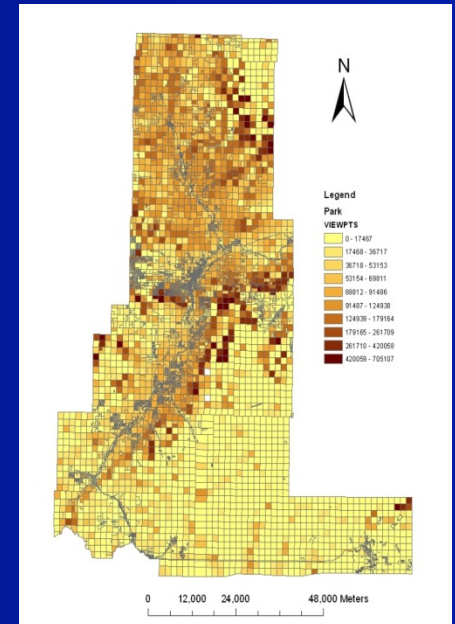 N
Legend
Park
VIEWPTS
0 - 17467
17468 - 36717
36718 - 53153
53154 - 69811
69812 - 91486
91487 - 124938
124939 - 179164
179165 - 261709
261710 - 420058
420059 - 705107
0 12,000 24,000 48,000 Meters